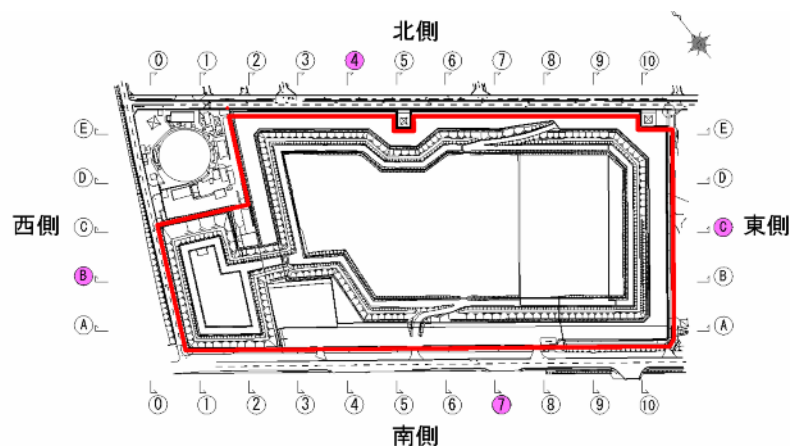 北側
⓪ ① ② ③ ④ ⑤ ⑥ ⑦ ⑧ ⑨ ⑩
Ⓔ Ⓔ
Ⓓ Ⓓ
西側 Ⓒ Ⓒ 東側
Ⓑ Ⓑ
Ⓐ Ⓐ
⓪ ① ② ③ ④ ⑤ ⑥ ⑦ ⑧ ⑨ ⑩
南側